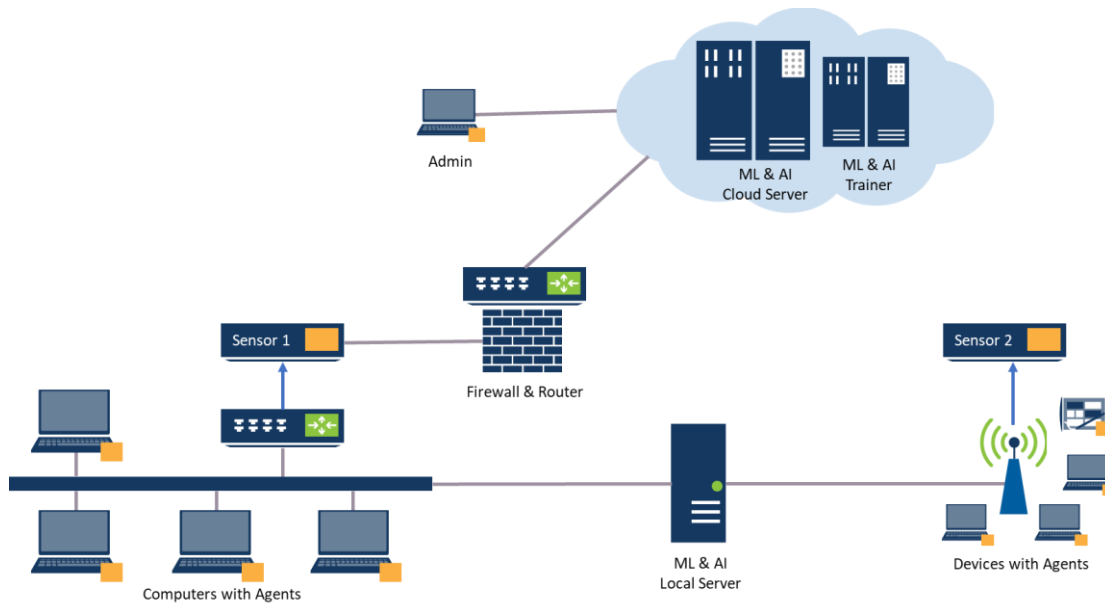 ML & AI
Cloud Server
ML & AI
Trainer
Admin
Sensor 1
Firewall & Router
Sensor 2
Computers with Agents
ML & AI
Local Server
Devices with Agents